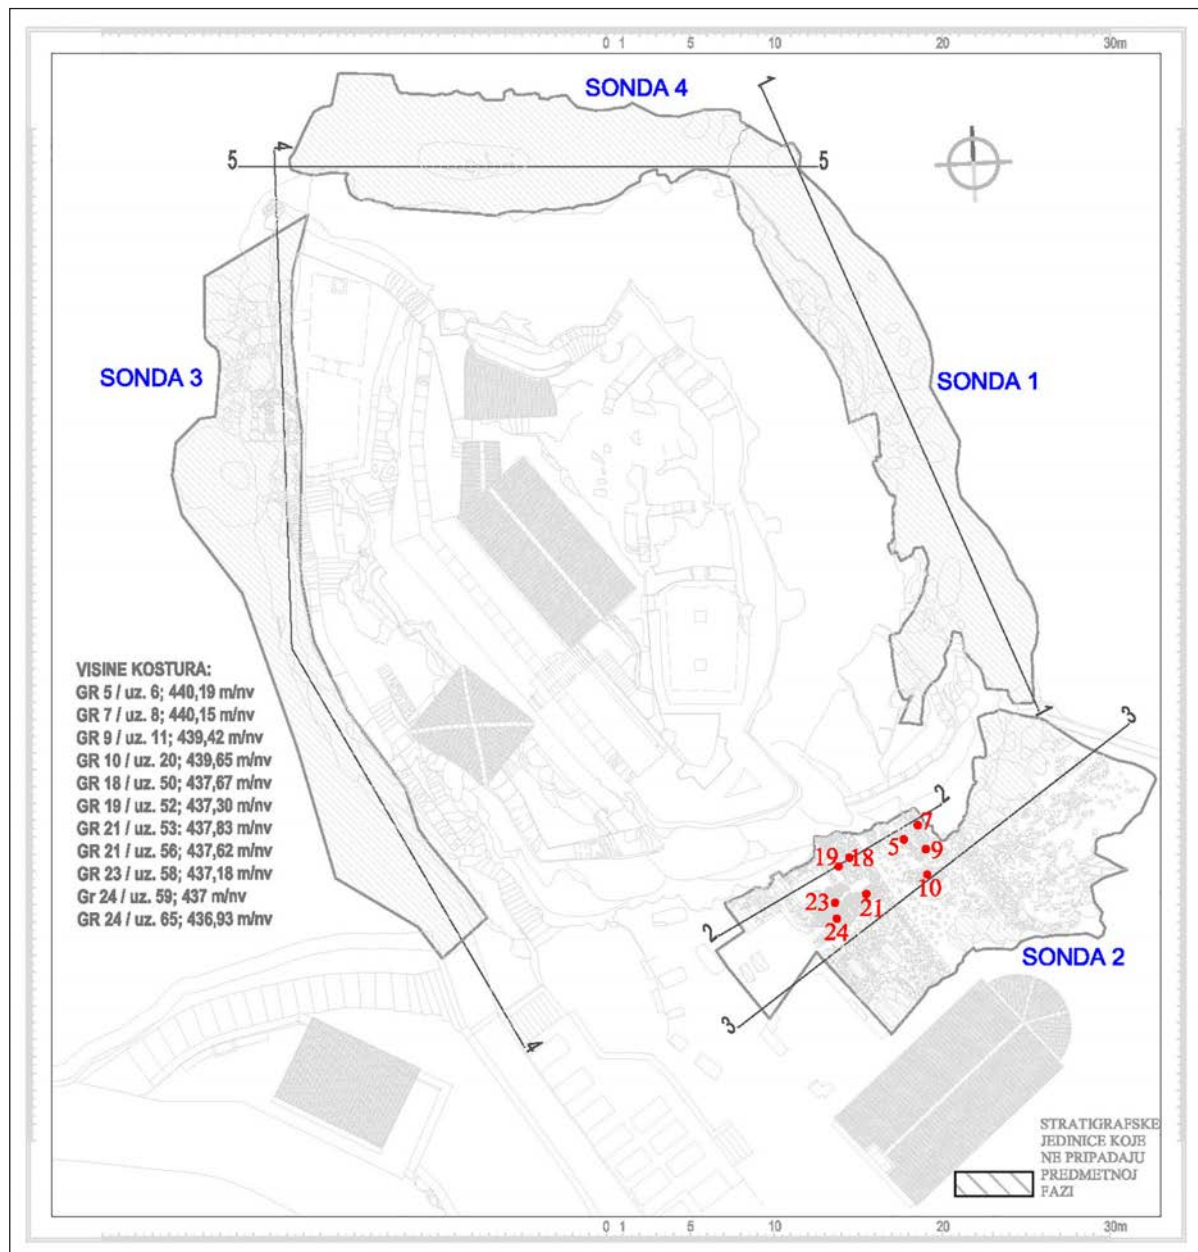 0 1 5 10 20 30m
SONDA 4
1
4
5 5
SONDA 3
SONDA 1
VISINE KOSTURA:
GR 5 / uz. 6; 440,19 m/nv
GR 7 / uz. 8; 440,15 m/nv
GR 9 / uz. 11; 439,42 m/nv
GR 10 / uz. 20; 439,65 m/nv
GR 18 / uz. 50; 437,67 m/nv
GR 19 / uz. 52; 437,30 m/nv
GR 21 / uz. 53: 437,83 m/nv
GR 21 / uz. 56; 437,62 m/nv
GR 23 / uz. 58; 437,18 m/nv
Gr 24 / uz. 59; 437 m/nv
GR 24 / uz. 65; 436,93 m/nv
1
3
2
7
5
9
19 18
10
21
23
24
2
SONDA 2
3
4
STRATIGRAFSKE
JEDINICE KOJE
NE PRIPADAJU
PREDMETNOJ
FAZI
0 1 5 10 20 30m